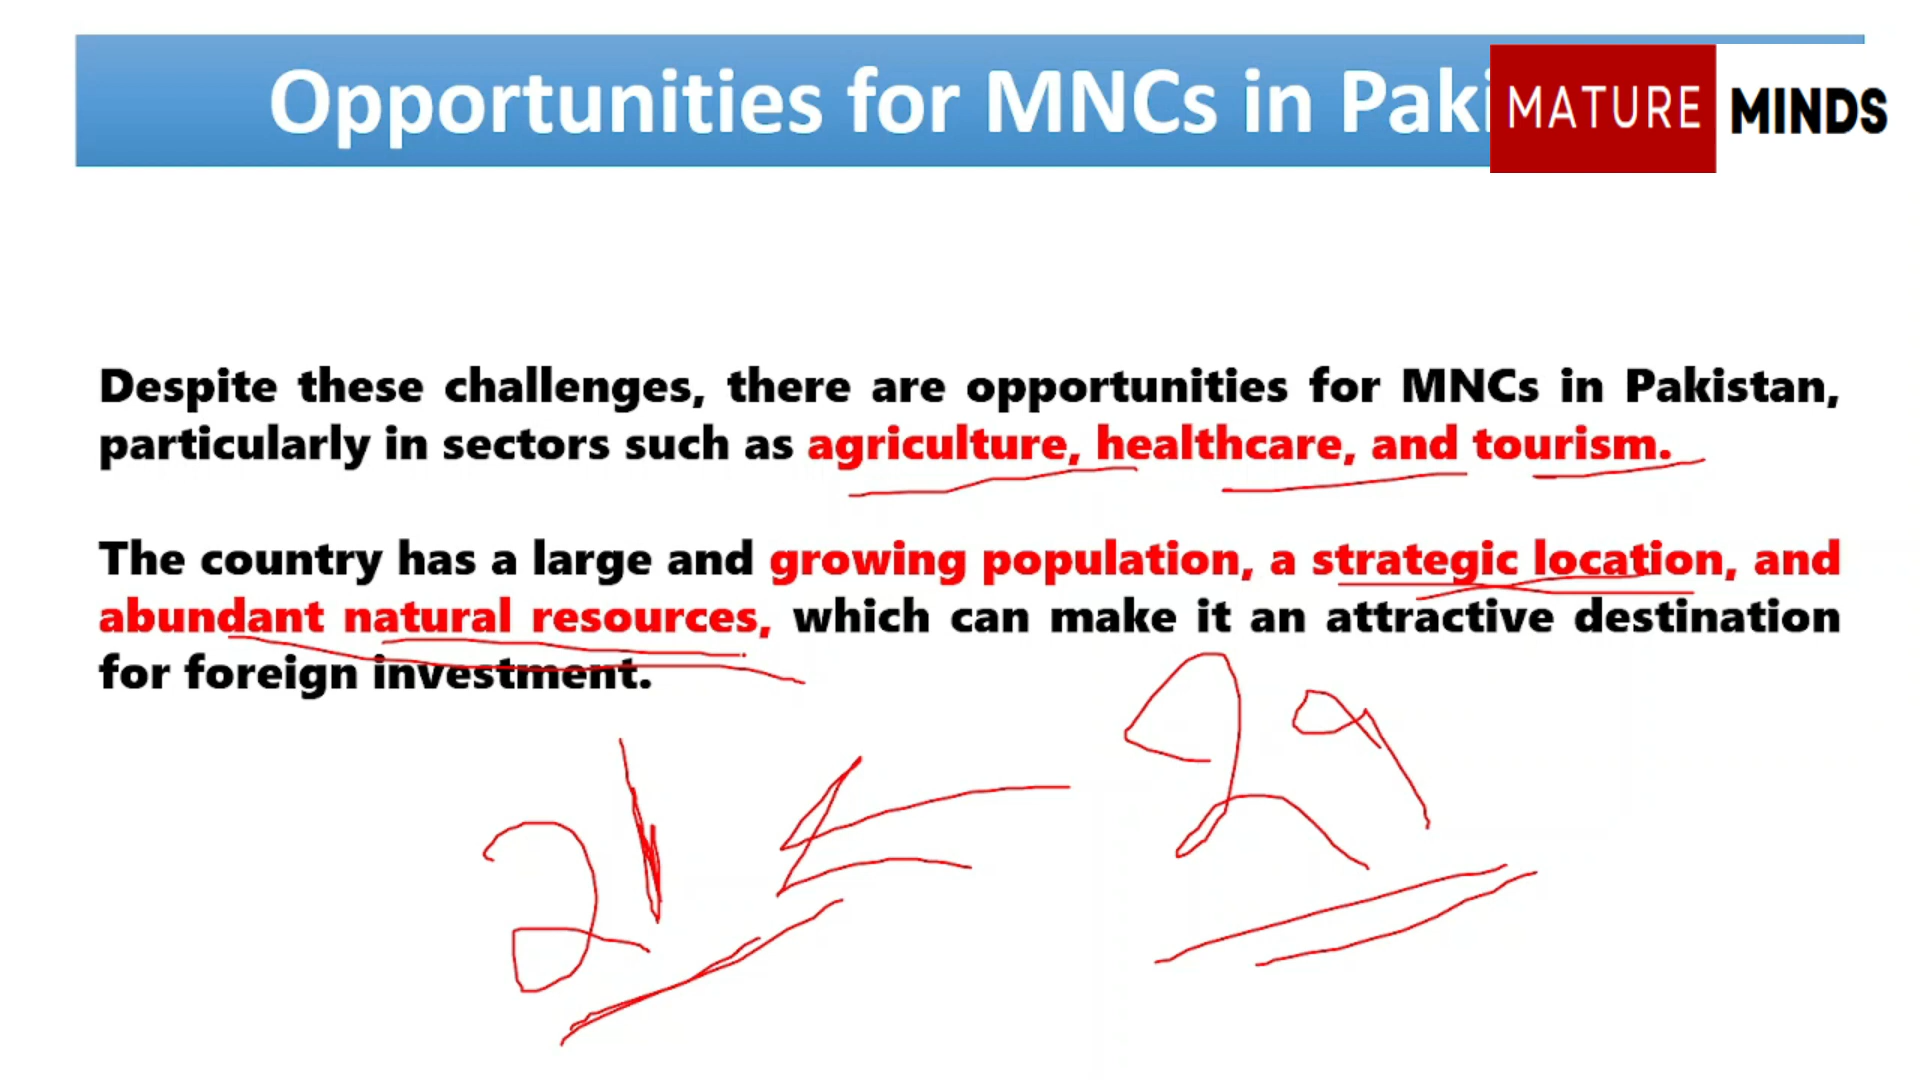 Opportunities for MNCs in Paki
MATURE MINDS
Despite these challenges, there are opportunities for MNCs in Pakistan,
particularly in sectors such as agriculture, healthcare, and tourism.
The country has a large and growing population, a strategic location, and
abundant natural resources, which can make it an attractive destination
for foreign investment.
21 29